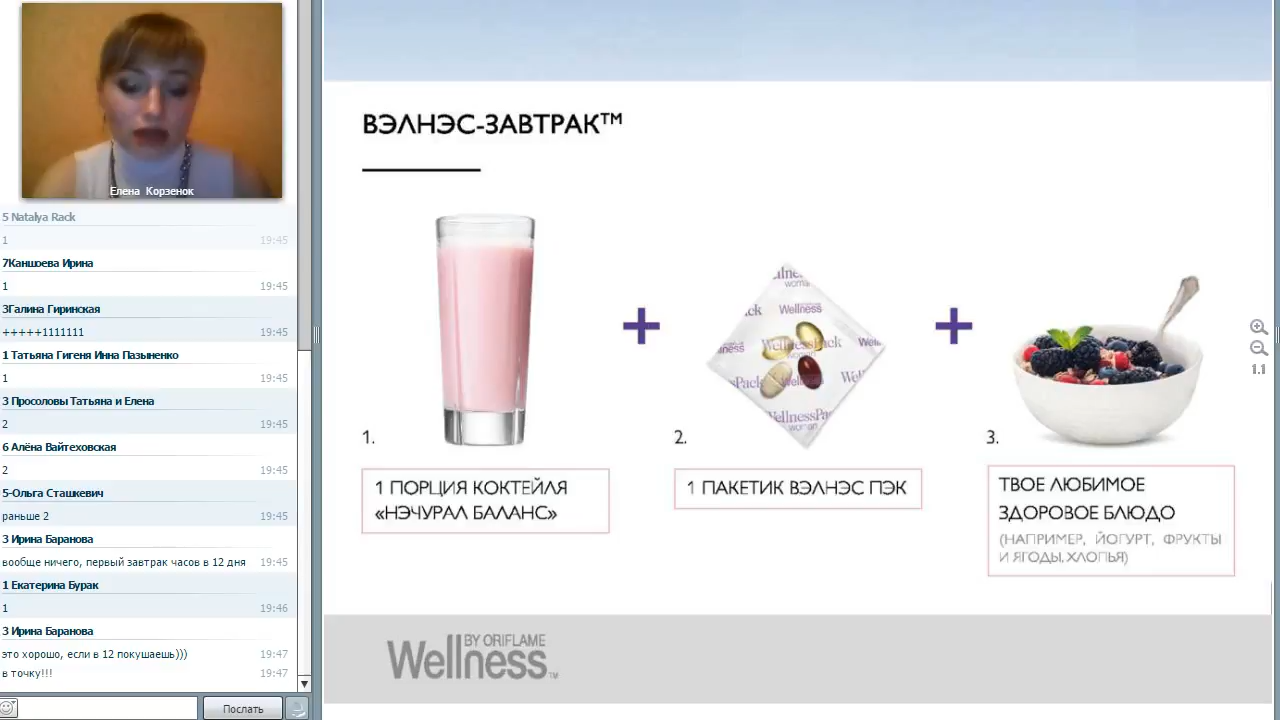 Елена Корзенок
5 Natalya Rack
1 19:45
7Каншоева Ирина
1 19:45
3Галина Гиринская
+++++1111111 19:45
1 Татьяна Гигеня Инна Пазыненко
1 19:45
3 Просоловы Татьяна и Елена
2 19:45
6 Алёна Вайтеховская
2 19:45
5-Ольга Сташкевич
раньше 2 19:45
3 Ирина Баранова
вообще ничего, первый завтрак часов в 12 дня 19:45
1 Екатерина Бурак
1 19:46
3 Ирина Баранова
это хорошо, если в 12 покушаешь))) 19:47
в точку!!! 19:47
Послать
ВЭЛНЭС-ЗАВТРАК™
Wellness
WellnessPack
woman
1.
2.
3.
1 ПОРЦИЯ КОКТЕЙЛЯ
«НЭЧУРАЛ БАЛАНС»
1 ПАКЕТИК ВЭЛНЭС ПЭК
ТВОЕ ЛЮБИМОЕ
ЗДОРОВОЕ БЛЮДО
(НАПРИМЕР, ЙОГУРТ, ФРУКТЫ
И ЯГОДЫ, ХЛОПЬЯ)
BY ORIFLAME
Wellness™
1.1